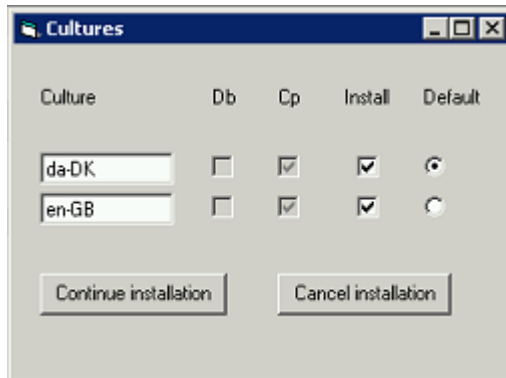 Cultures
Culture Db Cp Install Default
da-DK
en-GB
Continue installation Cancel installation